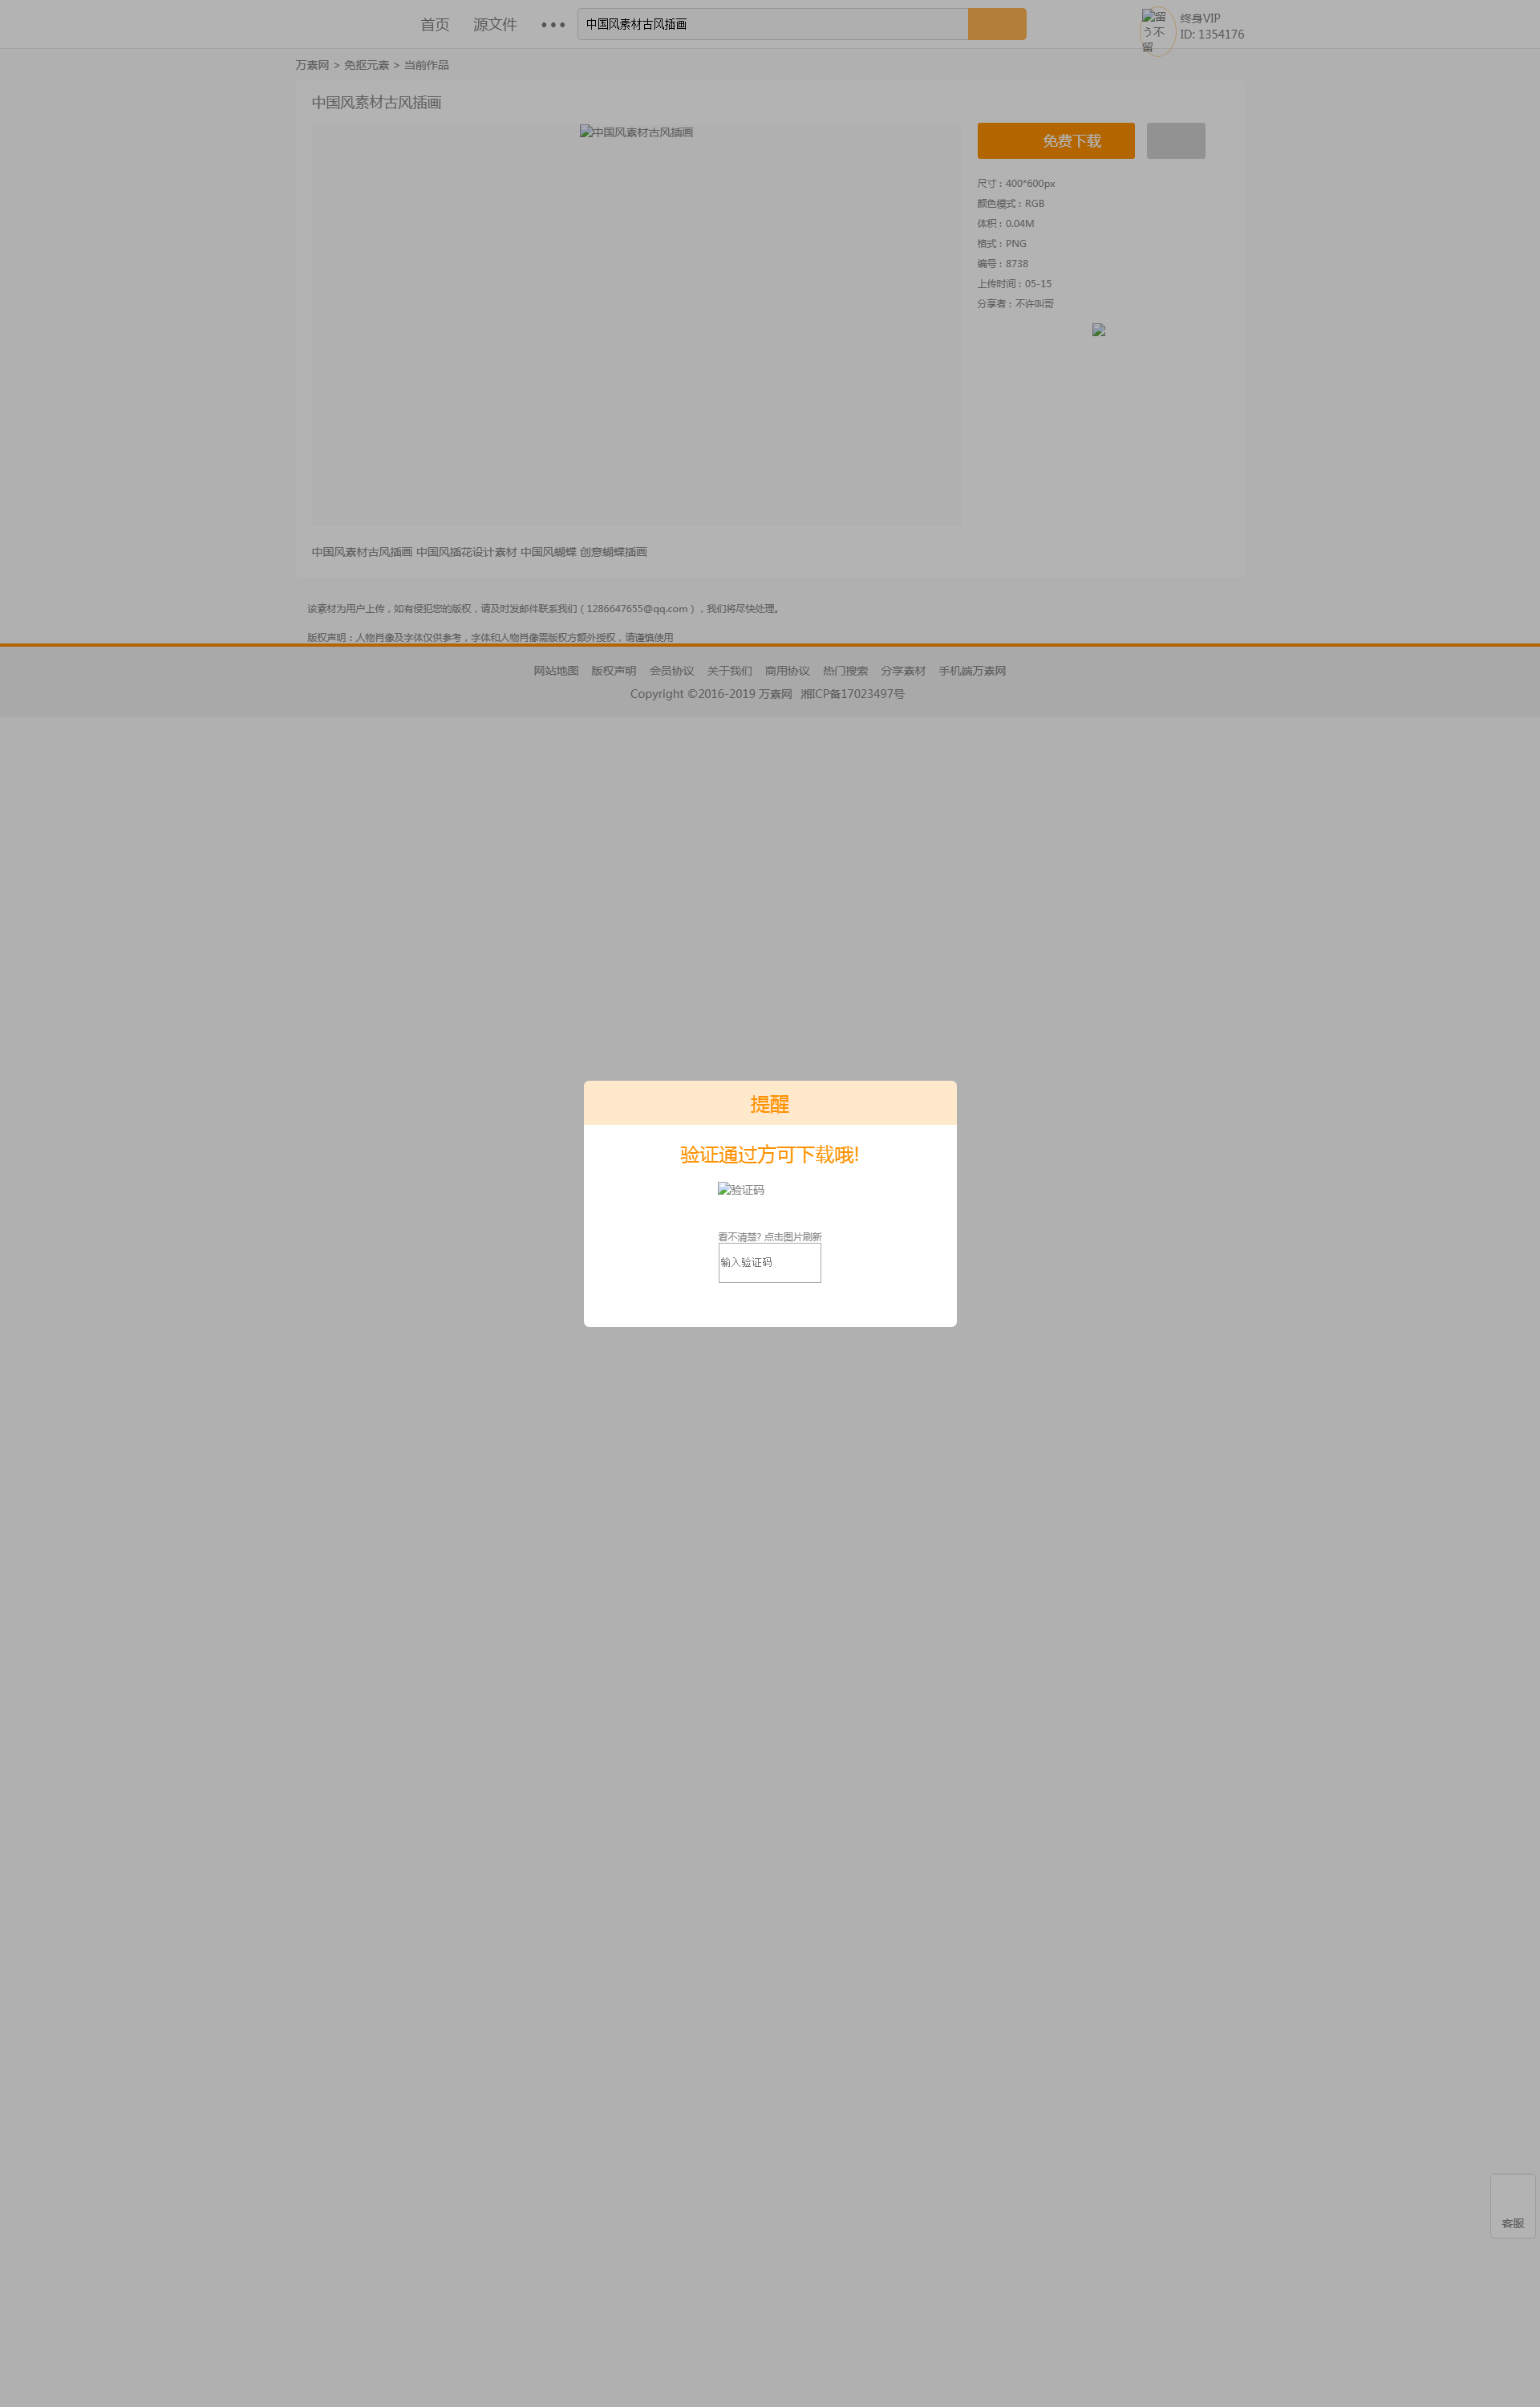 首页 源文件 •••
中国风素材古风插画
留う不留
终身VIP
ID: 1354176
万素网 > 免抠元素 > 当前作品
中国风素材古风插画
中国风素材古风插画
免费下载
尺寸：400*600px
颜色模式：RGB
体积：0.04M
格式：PNG
编号：8738
上传时间：05-15
分享者：不许叫哥
中国风素材古风插画 中国风插花设计素材 中国风蝴蝶 创意蝴蝶插画
该素材为用户上传，如有侵犯您的版权，请及时发邮件联系我们（1286647655@qq.com），我们将尽快处理。
版权声明：人物肖像及字体仅供参考，字体和人物肖像需版权方额外授权，请谨慎使用
网站地图 版权声明 会员协议 关于我们 商用协议 热门搜索 分享素材 手机端万素网
Copyright ©2016-2019 万素网 湘ICP备17023497号
提醒
验证通过方可下载哦!
验证码
看不清楚? 点击图片刷新
输入验证码
客服